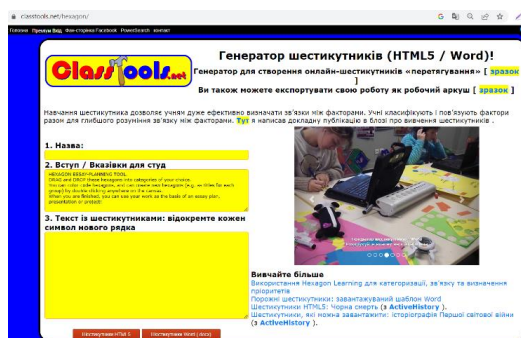 classtools.net/hexagon/
Головна Преміум Вхід Фан-сторінка Facebook PowerSearch контакт
ClassTools.net
Генератор шестикутників (HTML5 / Word)!
Генератор для створення онлайн-шестикутників «перетягування» [ зразок
]
Ви також можете експортувати свою роботу як робочий аркуш [ зразок ]
Навчання шестикутника дозволяє учням дуже ефективно визначати зв'язки між факторами. Учні класифікують і пов'язують фактори
разом для глибшого розуміння зв'язку між факторами. Тут я написав докладну публікацію в блозі про вивчення шестикутників .
1. Назва:
2. Вступ / Вказівки для студ
HEXAGON ESSAY-PLANNING TOOL:
DRAG and DROP these hexagons into categories of your choice.
You can color code hexagons, and can create new hexagons (e.g. as titles for each
group) by double clicking anywhere on the canvas.
When you are finished, you can use your work as the basis of an essay plan,
presentation or project!
3. Текст із шестикутниками: відокремте кожен
символ нового рядка
Шестикутники HTML 5
Шестикутники Word (.docx)
Вивчайте більше
Використання Hexagon Learning для категоризації, зв'язку та визначення
пріоритетів
Порожні шестикутники: завантажуваний шаблон Word
Шестикутники HTML5: Чорна смерть (з ActiveHistory ).
Шестикутники, які можна завантажити: історіографія Першої світової війни
(з ActiveHistory ).